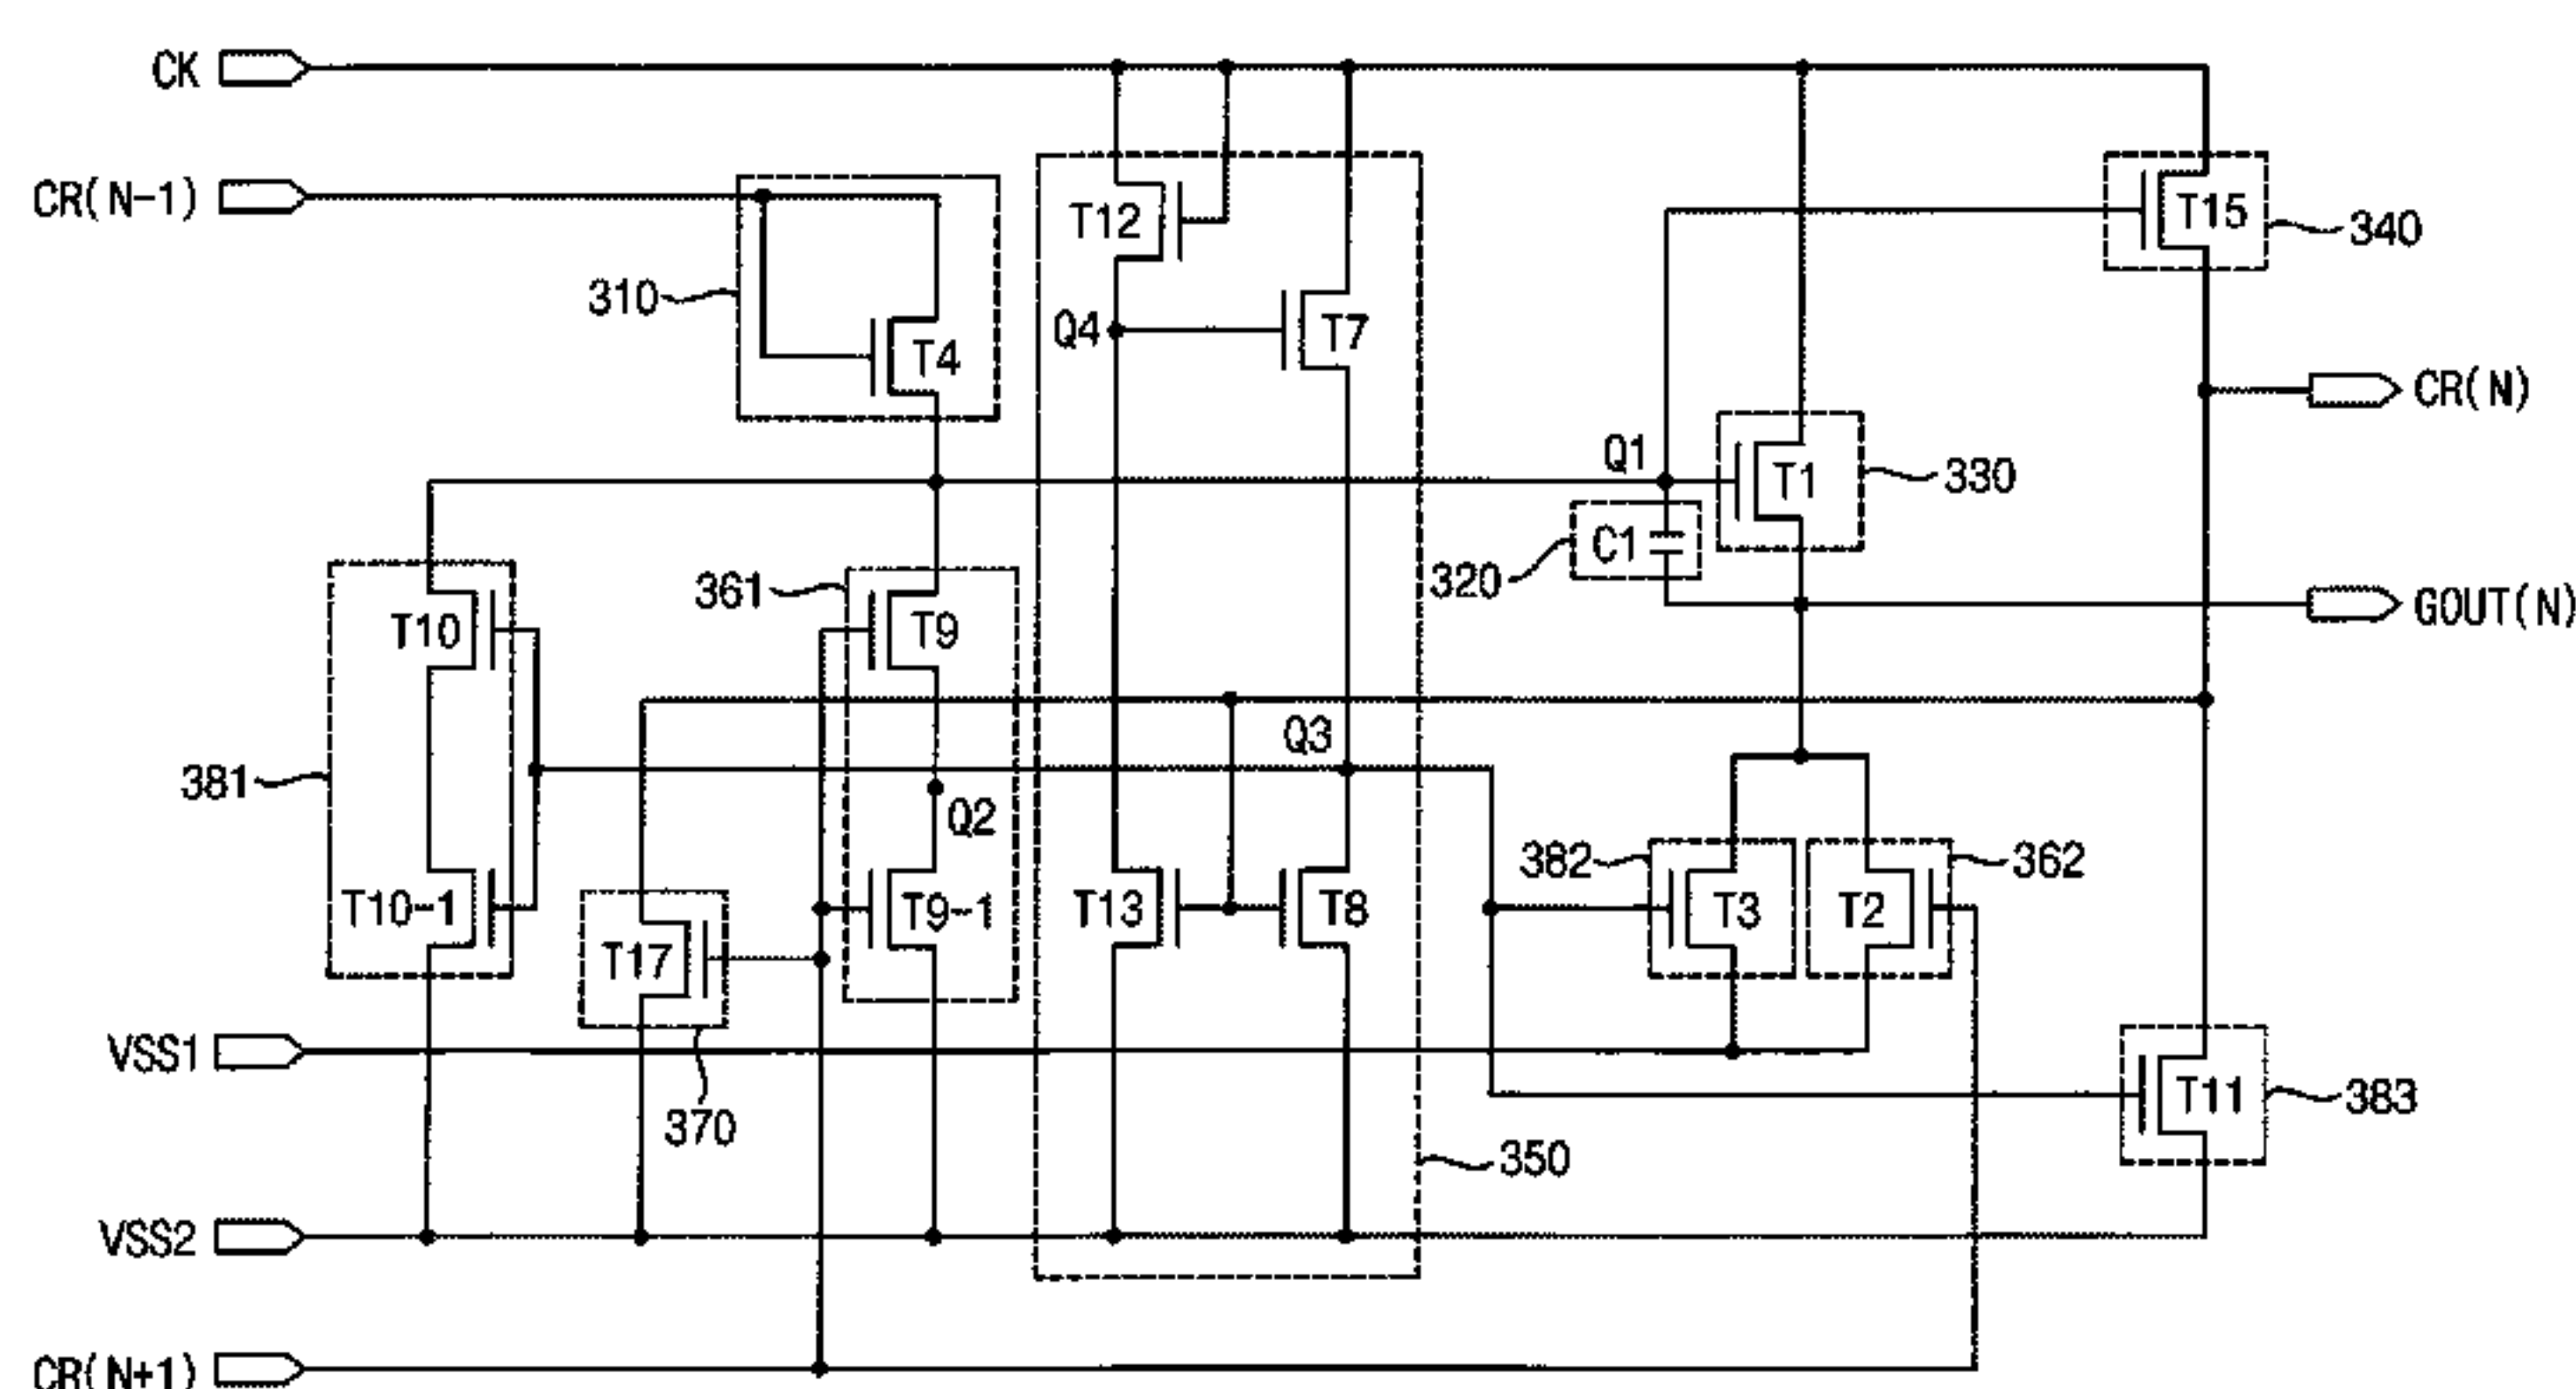 CK
CR(N-1)
T12
T15
340
310
T4
Q4
T7
CR(N)
Q1
T1
330
C1
320
361
T10
T9
GOUT(N)
Q3
381
Q2
382
362
T10-1
T17
T9-1
T13
T8
T3
T2
VSS1
370
T11
383
350
VSS2
CR(N+1)